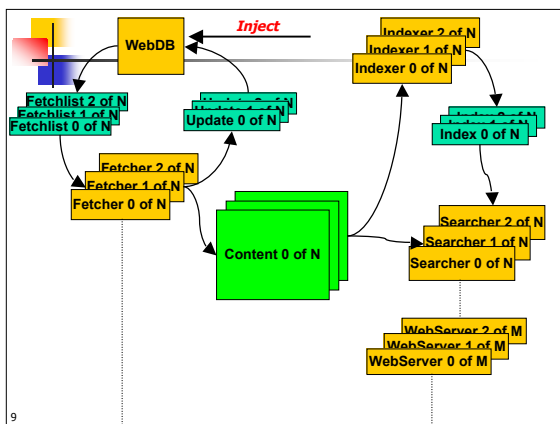 Inject
WebDB
Indexer 2 of N
Indexer 1 of N
Indexer 0 of N
Fetchlist 2 of N
Fetchlist 1 of N
Fetchlist 0 of N
Update 1 of N
Update 0 of N
Index 0 of N
Fetcher 2 of N
Fetcher 1 of N
Fetcher 0 of N
Content 0 of N
Searcher 2 of N
Searcher 1 of N
Searcher 0 of N
WebServer 2 of M
WebServer 1 of M
WebServer 0 of M
9